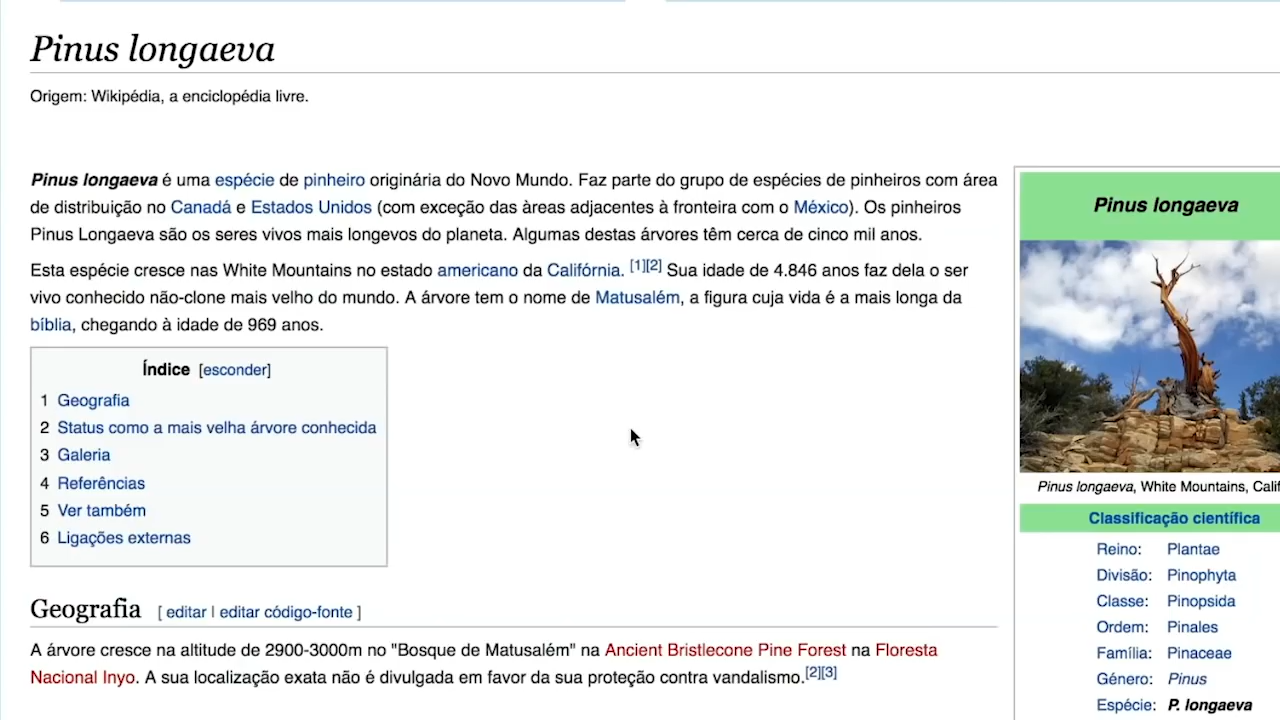 Pinus longaeva
Origem: Wikipédia, a enciclopédia livre.
Pinus longaeva é uma espécie de pinheiro originária do Novo Mundo. Faz parte do grupo de espécies de pinheiros com área
de distribuição no Canadá e Estados Unidos (com exceção das àreas adjacentes à fronteira com o México). Os pinheiros
Pinus Longaeva são os seres vivos mais longevos do planeta. Algumas destas árvores têm cerca de cinco mil anos.
Esta espécie cresce nas White Mountains no estado americano da Califórnia. [1][2] Sua idade de 4.846 anos faz dela o ser
vivo conhecido não-clone mais velho do mundo. A árvore tem o nome de Matusalém, a figura cuja vida é a mais longa da
bíblia, chegando à idade de 969 anos.
Índice [esconder]
1 Geografia
2 Status como a mais velha árvore conhecida
3 Galeria
4 Referências
5 Ver também
6 Ligações externas
Geografia [ editar | editar código-fonte ]
A árvore cresce na altitude de 2900-3000m no "Bosque de Matusalém" na Ancient Bristlecone Pine Forest na Floresta
Nacional Inyo. A sua localização exata não é divulgada em favor da sua proteção contra vandalismo.[2][3]
Pinus longaeva
Pinus longaeva, White Mountains, Calif
Classificação científica
Reino: Plantae
Divisão: Pinophyta
Classe: Pinopsida
Ordem: Pinales
Família: Pinaceae
Género: Pinus
Espécie: P. longaeva